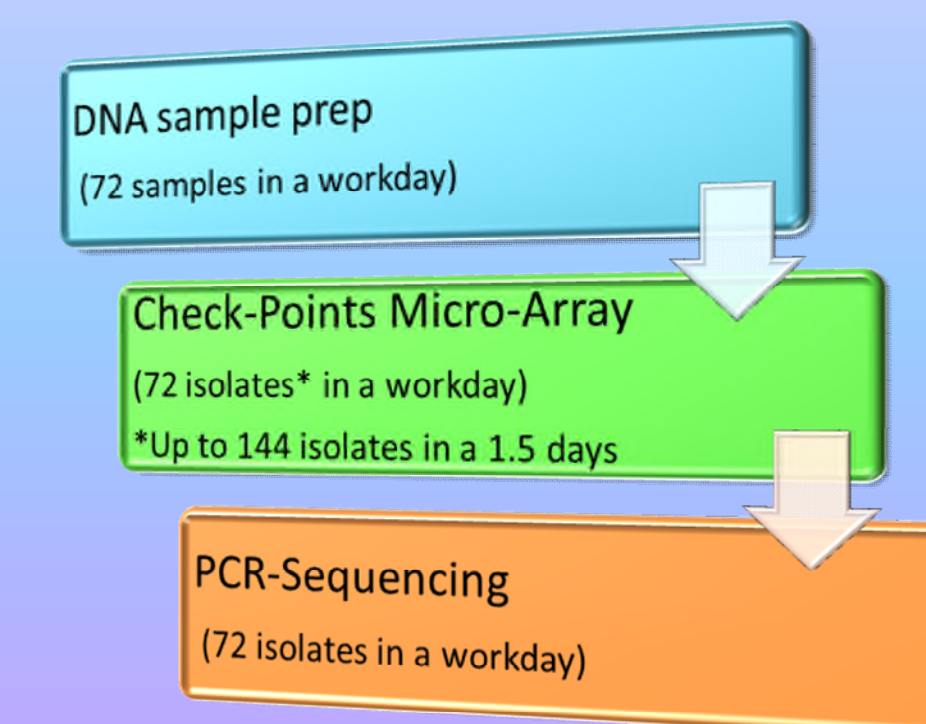 DNA sample prep
(72 samples in a workday)
Check-Points Micro-Array
(72 isolates* in a workday)
*Up to 144 isolates in a 1.5 days
PCR-Sequencing
(72 isolates in a workday)